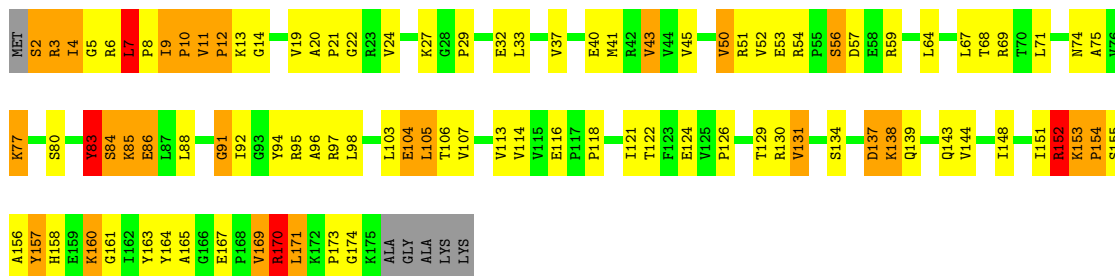 MET S2 R3 I4 G5 R6 L7 P8 I9 P10 V11 P12 K13 G14 V19 A20 P21 G22 R23 V24 K27 G28 P29 E32 L33 V37 E40 M41 R42 V43 V44 V45 V50 R51 V52 E53 R54 P55 S56 D57 E58 R59 L64 L67 T68 R69 T70 L71 N74 A75 V76
K77 S80 Y83 S84 K85 E86 L87 L88 G91 I92 G93 Y94 R95 A96 R97 L98 L103 E104 L105 T106 V107 V113 V114 V115 E116 P117 P118 I121 T122 F123 E124 V125 P126 T129 R130 V131 S134 D137 K138 Q139 Q143 V144 I148 I151 R152 K153 P154 S155
A156 Y157 H158 E159 K160 G161 I162 Y163 Y164 A165 G166 E167 P168 V169 R170 L171 K172 P173 G174 K175 ALA GLY ALA LYS LYS